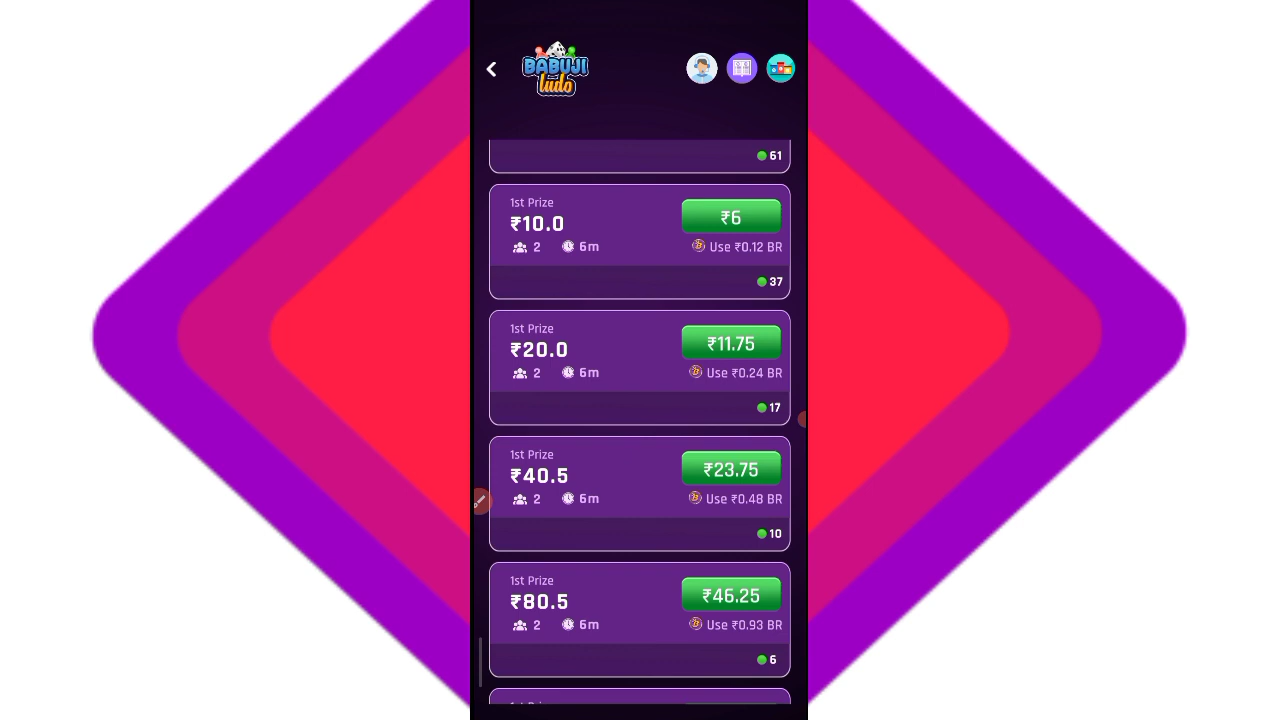 BABUJI
ludo
61
1st Prize
₹10.0
₹6
2 6m
Use ₹0.12 BR
37
1st Prize
₹20.0
₹11.75
2 6m
Use ₹0.24 BR
17
1st Prize
₹40.5
₹23.75
2 6m
Use ₹0.48 BR
10
1st Prize
₹80.5
₹46.25
2 6m
Use ₹0.93 BR
6